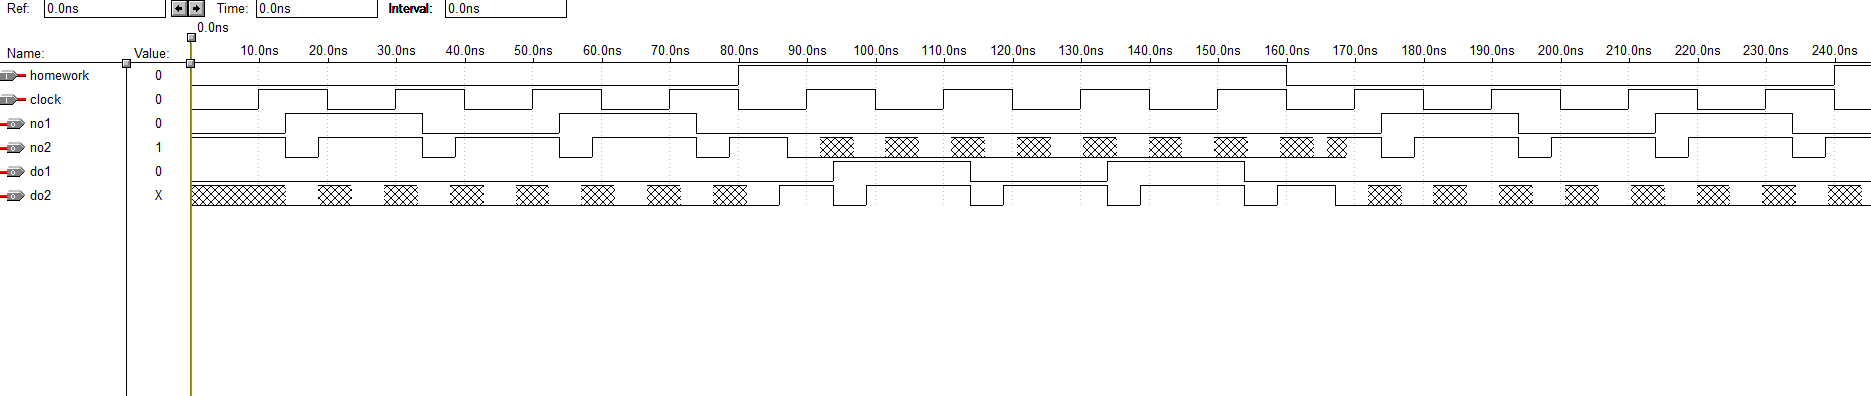 Ref: 0.0ns Time: 0.0ns Interval: 0.0ns
0.0ns
Name: Value: 10.0ns 20.0ns 30.0ns 40.0ns 50.0ns 60.0ns 70.0ns 80.0ns 90.0ns 100.0ns 110.0ns 120.0ns 130.0ns 140.0ns 150.0ns 160.0ns 170.0ns 180.0ns 190.0ns 200.0ns 210.0ns 220.0ns 230.0ns 240.0ns
homework 0
clock 0
no1 0
no2 1
do1 0
do2 X